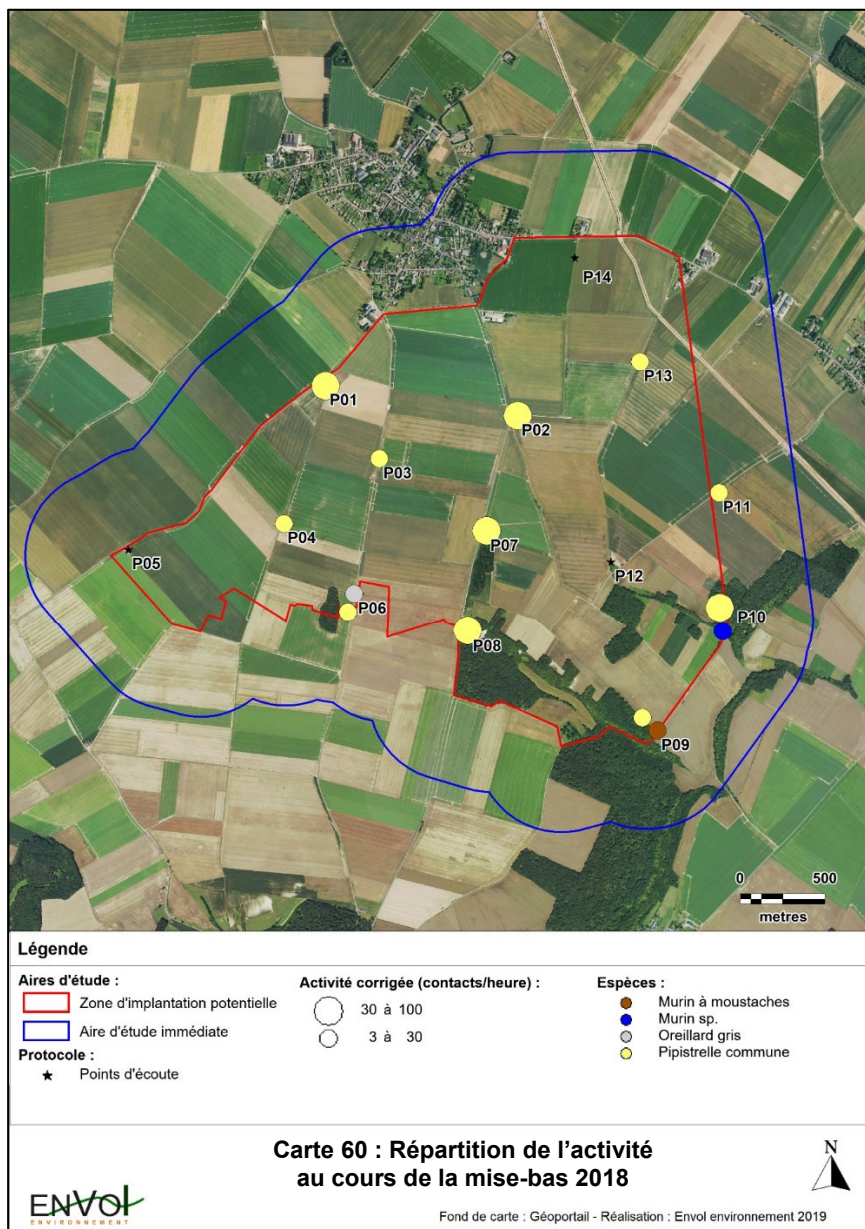 P14
P13
P01
P02
P03
P11
P04
P07
P05
P12
P06
P10
P08
P09
0 500
metres
Légende
Aires d'étude :
Zone d'implantation potentielle
Aire d'étude immédiate
Protocole :
Points d'écoute
Activité corrigée (contacts/heure) :
30 à 100
3 à 30
Espèces :
Murin à moustaches
Murin sp.
Oreillard gris
Pipistrelle commune
Carte 60 : Répartition de l'activité
au cours de la mise-bas 2018
N
ENVOl
ENVIRONNEMENT
Fond de carte : Géoportail - Réalisation : Envol environnement 2019